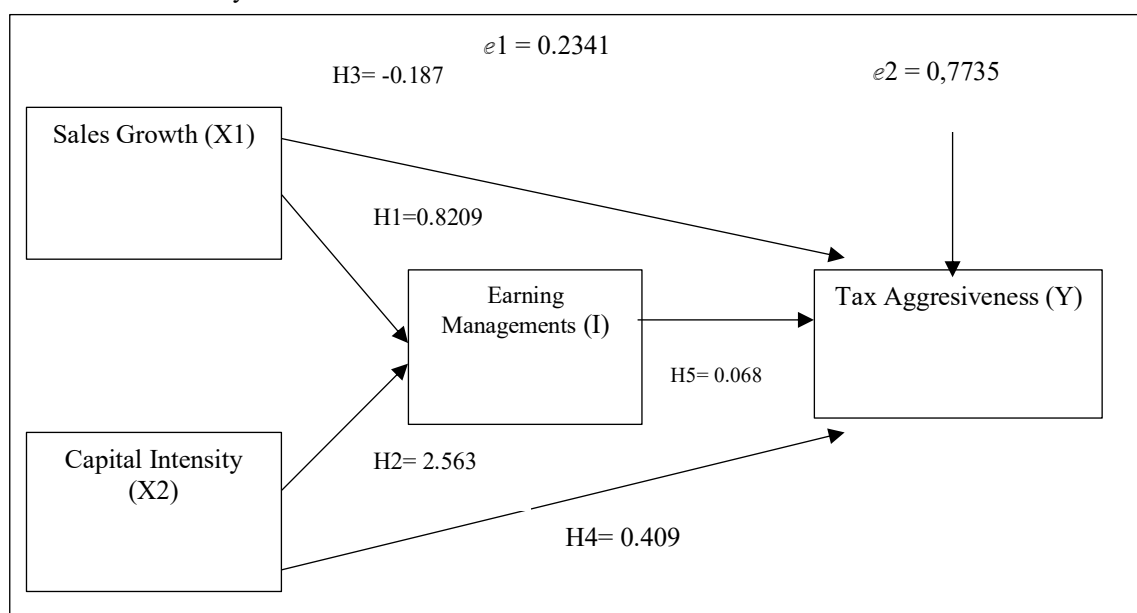 e1 = 0.2341
H3= -0.187
e2 = 0,7735
Sales Growth (X1)
H1=0.8209
Earning
Managements (I)
Tax Aggresiveness (Y)
H5= 0.068
Capital Intensity
(X2)
H2= 2.563
H4= 0.409